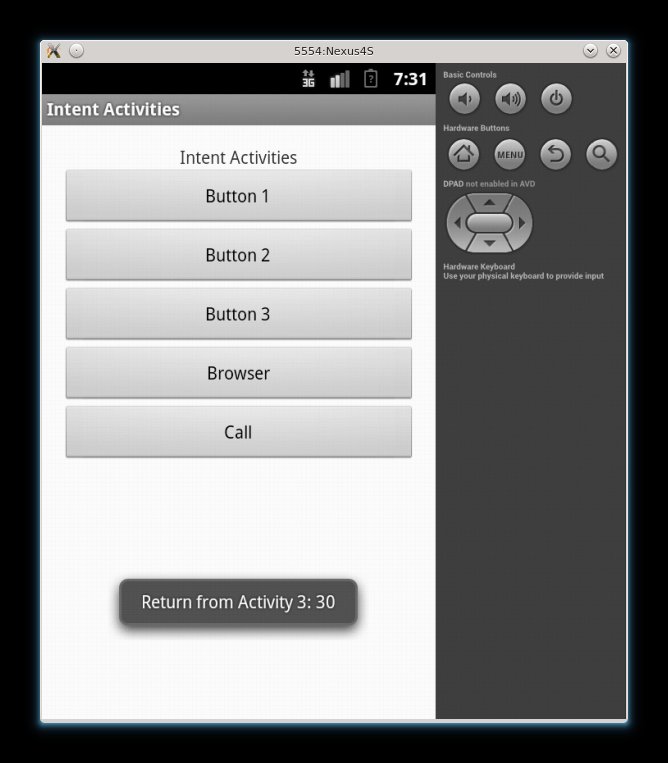 5554:Nexus4S
3G
?
7:31
Intent Activities
Intent Activities
Button 1
Button 2
Button 3
Browser
Call
Return from Activity 3: 30
Basic Controls
Hardware Buttons
MENU
DPAD not enabled in AVD
Hardware Keyboard
Use your physical keyboard to provide input